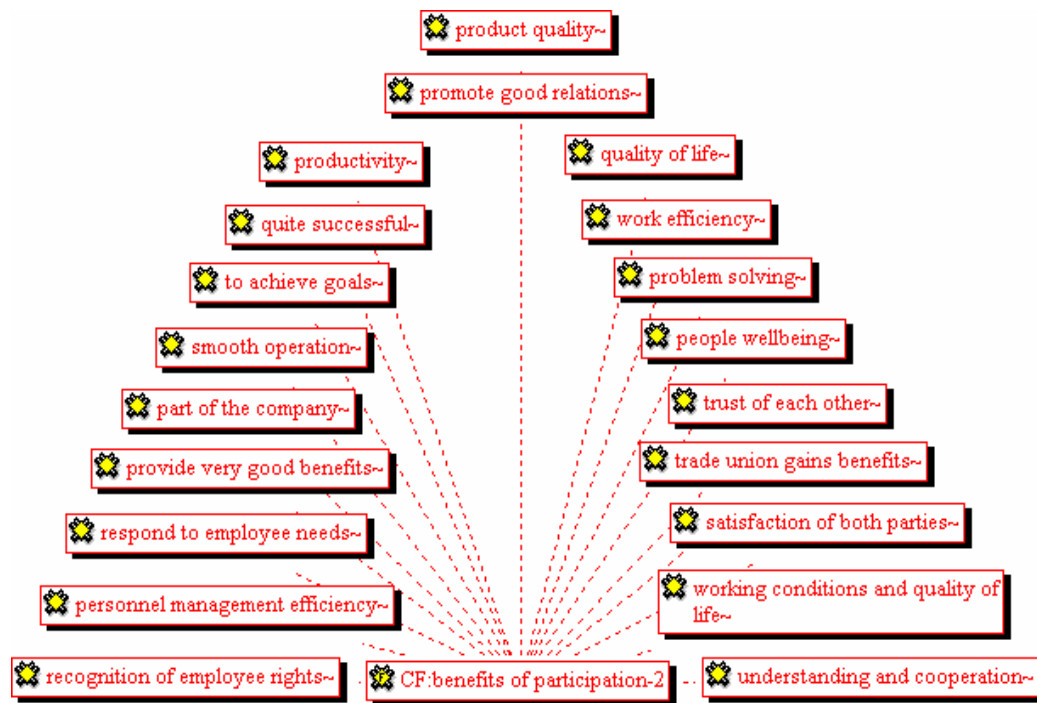 product quality~
promote good relations~
productivity~
quality of life~
quite successful~
work efficiency~
to achieve goals~
problem solving~
smooth operation~
people wellbeing~
part of the company~
trust of each other~
provide very good benefits~
trade union gains benefits~
respond to employee needs~
satisfaction of both parties~
personnel management efficiency~
working conditions and quality of
life~
recognition of employee rights~
CF:benefits of participation-2
understanding and cooperation~